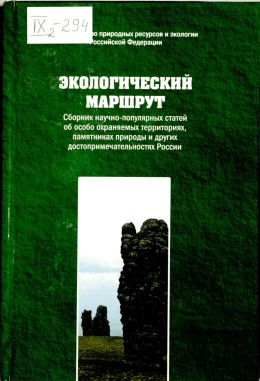 IX₂-294
природных ресурсов и экологии
Российской Федерации
ЭКОЛОГИЧЕСКИЙ
МАРШРУТ
Сборник научно-популярных статей
об особо охраняемых территориях,
памятниках природы и других
достопримечательностях России